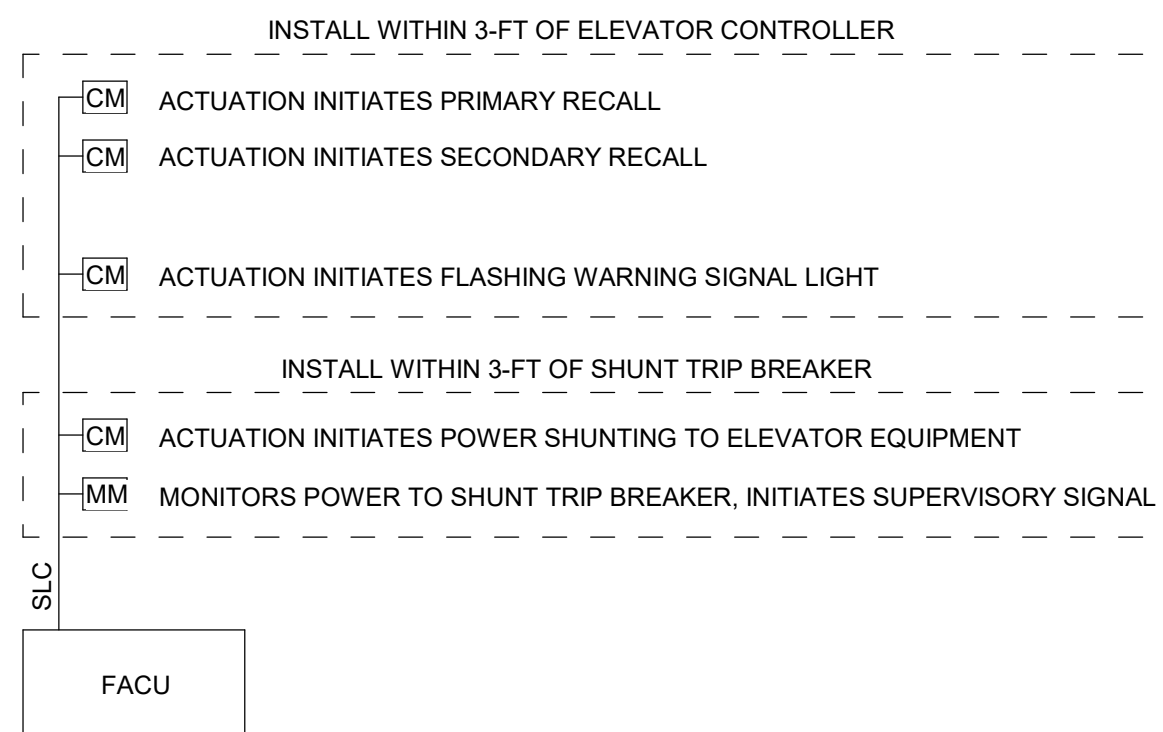 INSTALL WITHIN 3-FT OF ELEVATOR CONTROLLER
CM ACTUATION INITIATES PRIMARY RECALL
CM ACTUATION INITIATES SECONDARY RECALL
CM ACTUATION INITIATES FLASHING WARNING SIGNAL LIGHT
INSTALL WITHIN 3-FT OF SHUNT TRIP BREAKER
CM ACTUATION INITIATES POWER SHUNTING TO ELEVATOR EQUIPMENT
MM MONITORS POWER TO SHUNT TRIP BREAKER, INITIATES SUPERVISORY SIGNAL
SLC
FACU